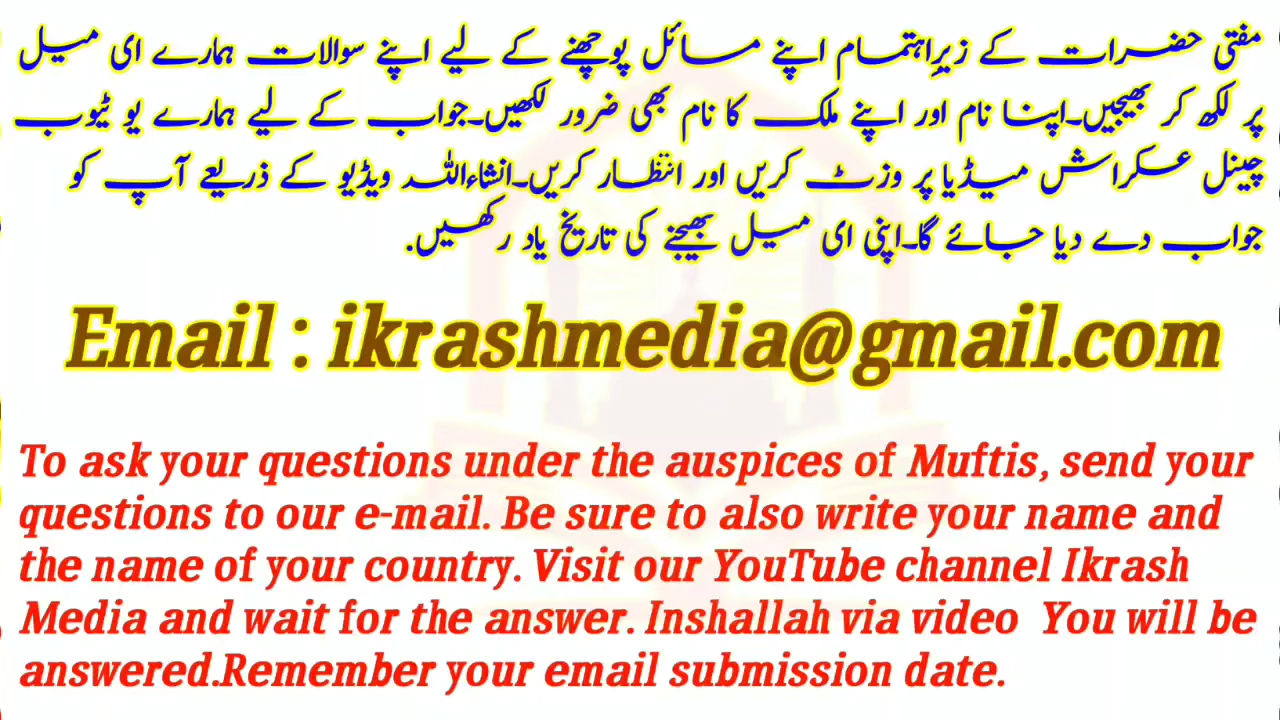 مفتی حضرات کے زیرِاہتمام اپنے مسائل پوچھنے کے لیے اپنے سوالات ہمارے ای میل
پر لکھ کر بھیجیں۔اپنا نام اور اپنے ملک کا نام بھی ضرور لکھیں۔جواب کے لیے ہمارے یو ٹیوب
چینل عکراش میڈیا پر وزٹ کریں اور انتظار کریں۔انشاءاللہ ویڈیو کے ذریعے آپ کو
جواب دے دیا جائے گا۔اپنی ای میل بھیجنے کی تاریخ یاد رکھیں.
Email : ikrashmedia@gmail.com
To ask your questions under the auspices of Muftis, send your
questions to our e-mail. Be sure to also write your name and
the name of your country. Visit our YouTube channel Ikrash
Media and wait for the answer. Inshallah via video You will be
answered.Remember your email submission date.